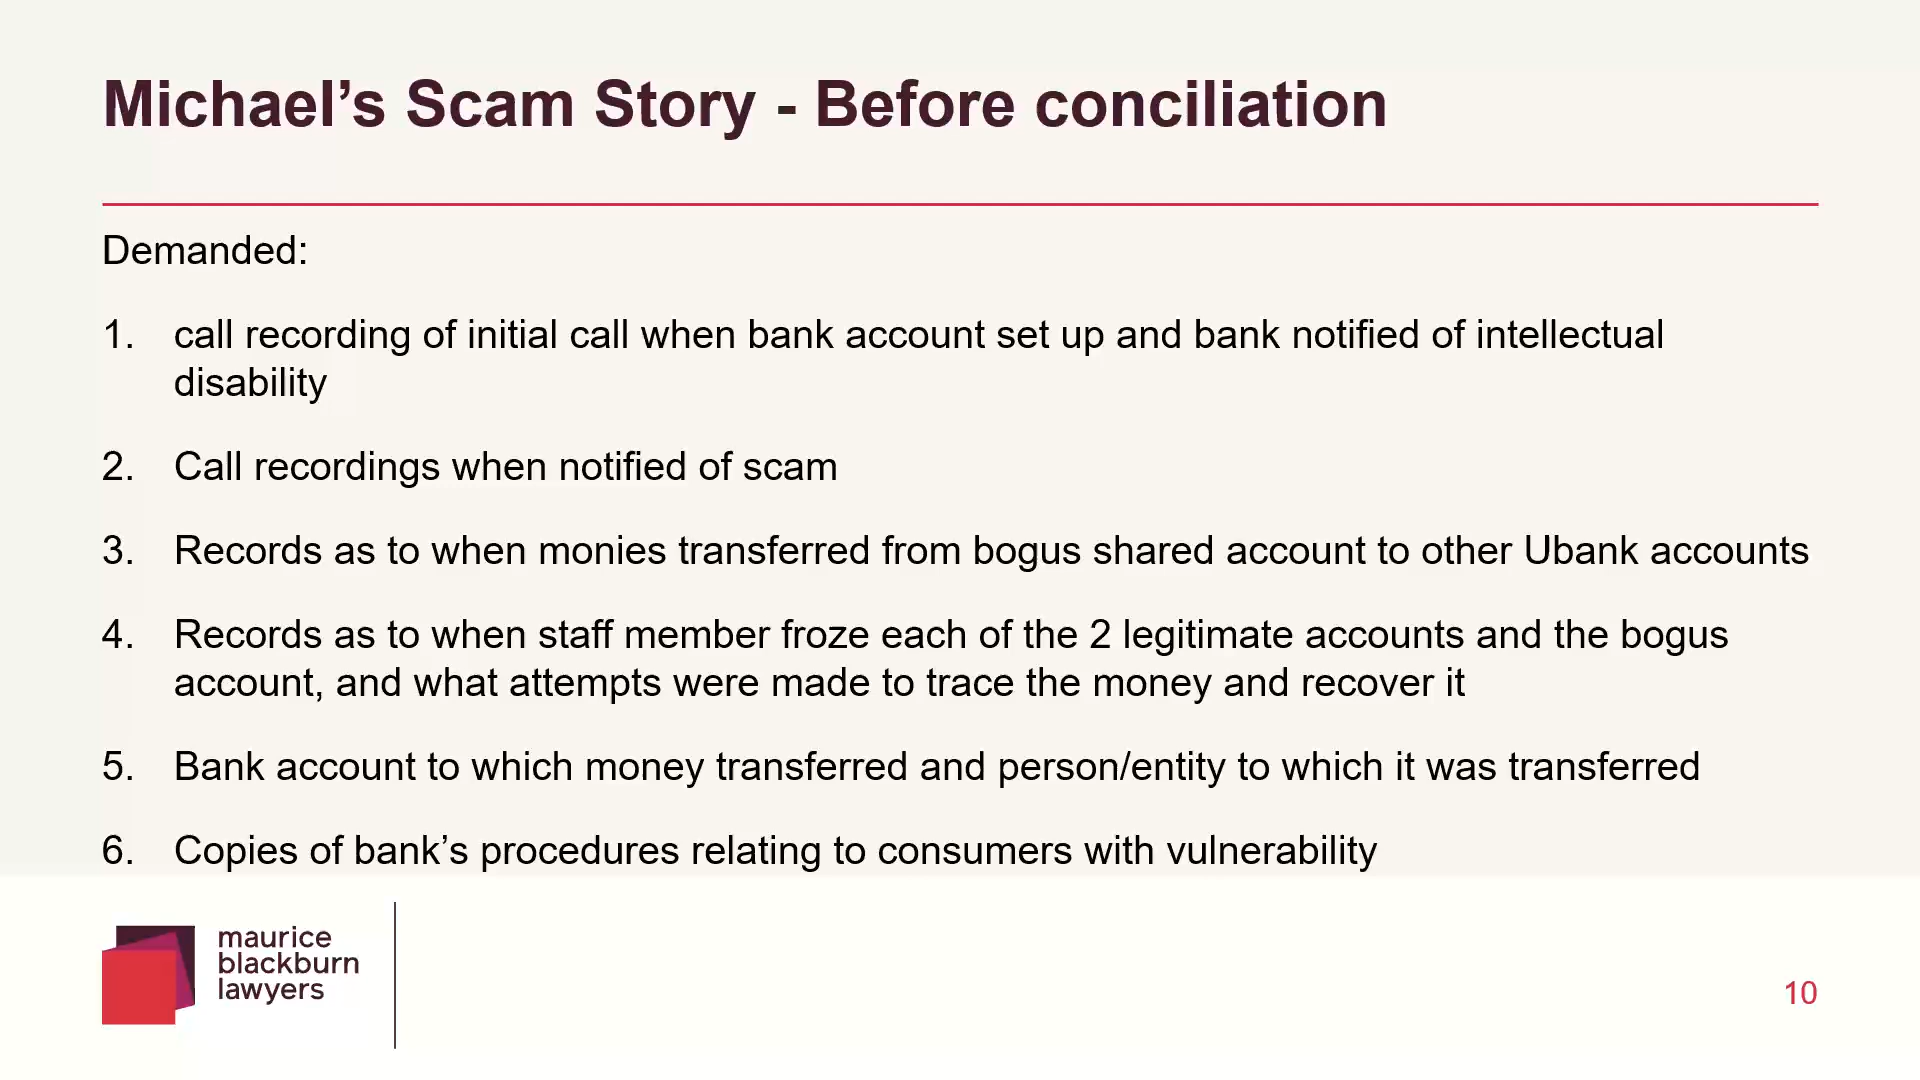 Michael’s Scam Story - Before conciliation
Demanded:
1. call recording of initial call when bank account set up and bank notified of intellectual
disability
2. Call recordings when notified of scam
3. Records as to when monies transferred from bogus shared account to other Ubank accounts
4. Records as to when staff member froze each of the 2 legitimate accounts and the bogus
account, and what attempts were made to trace the money and recover it
5. Bank account to which money transferred and person/entity to which it was transferred
6. Copies of bank’s procedures relating to consumers with vulnerability
maurice
blackburn
lawyers
10